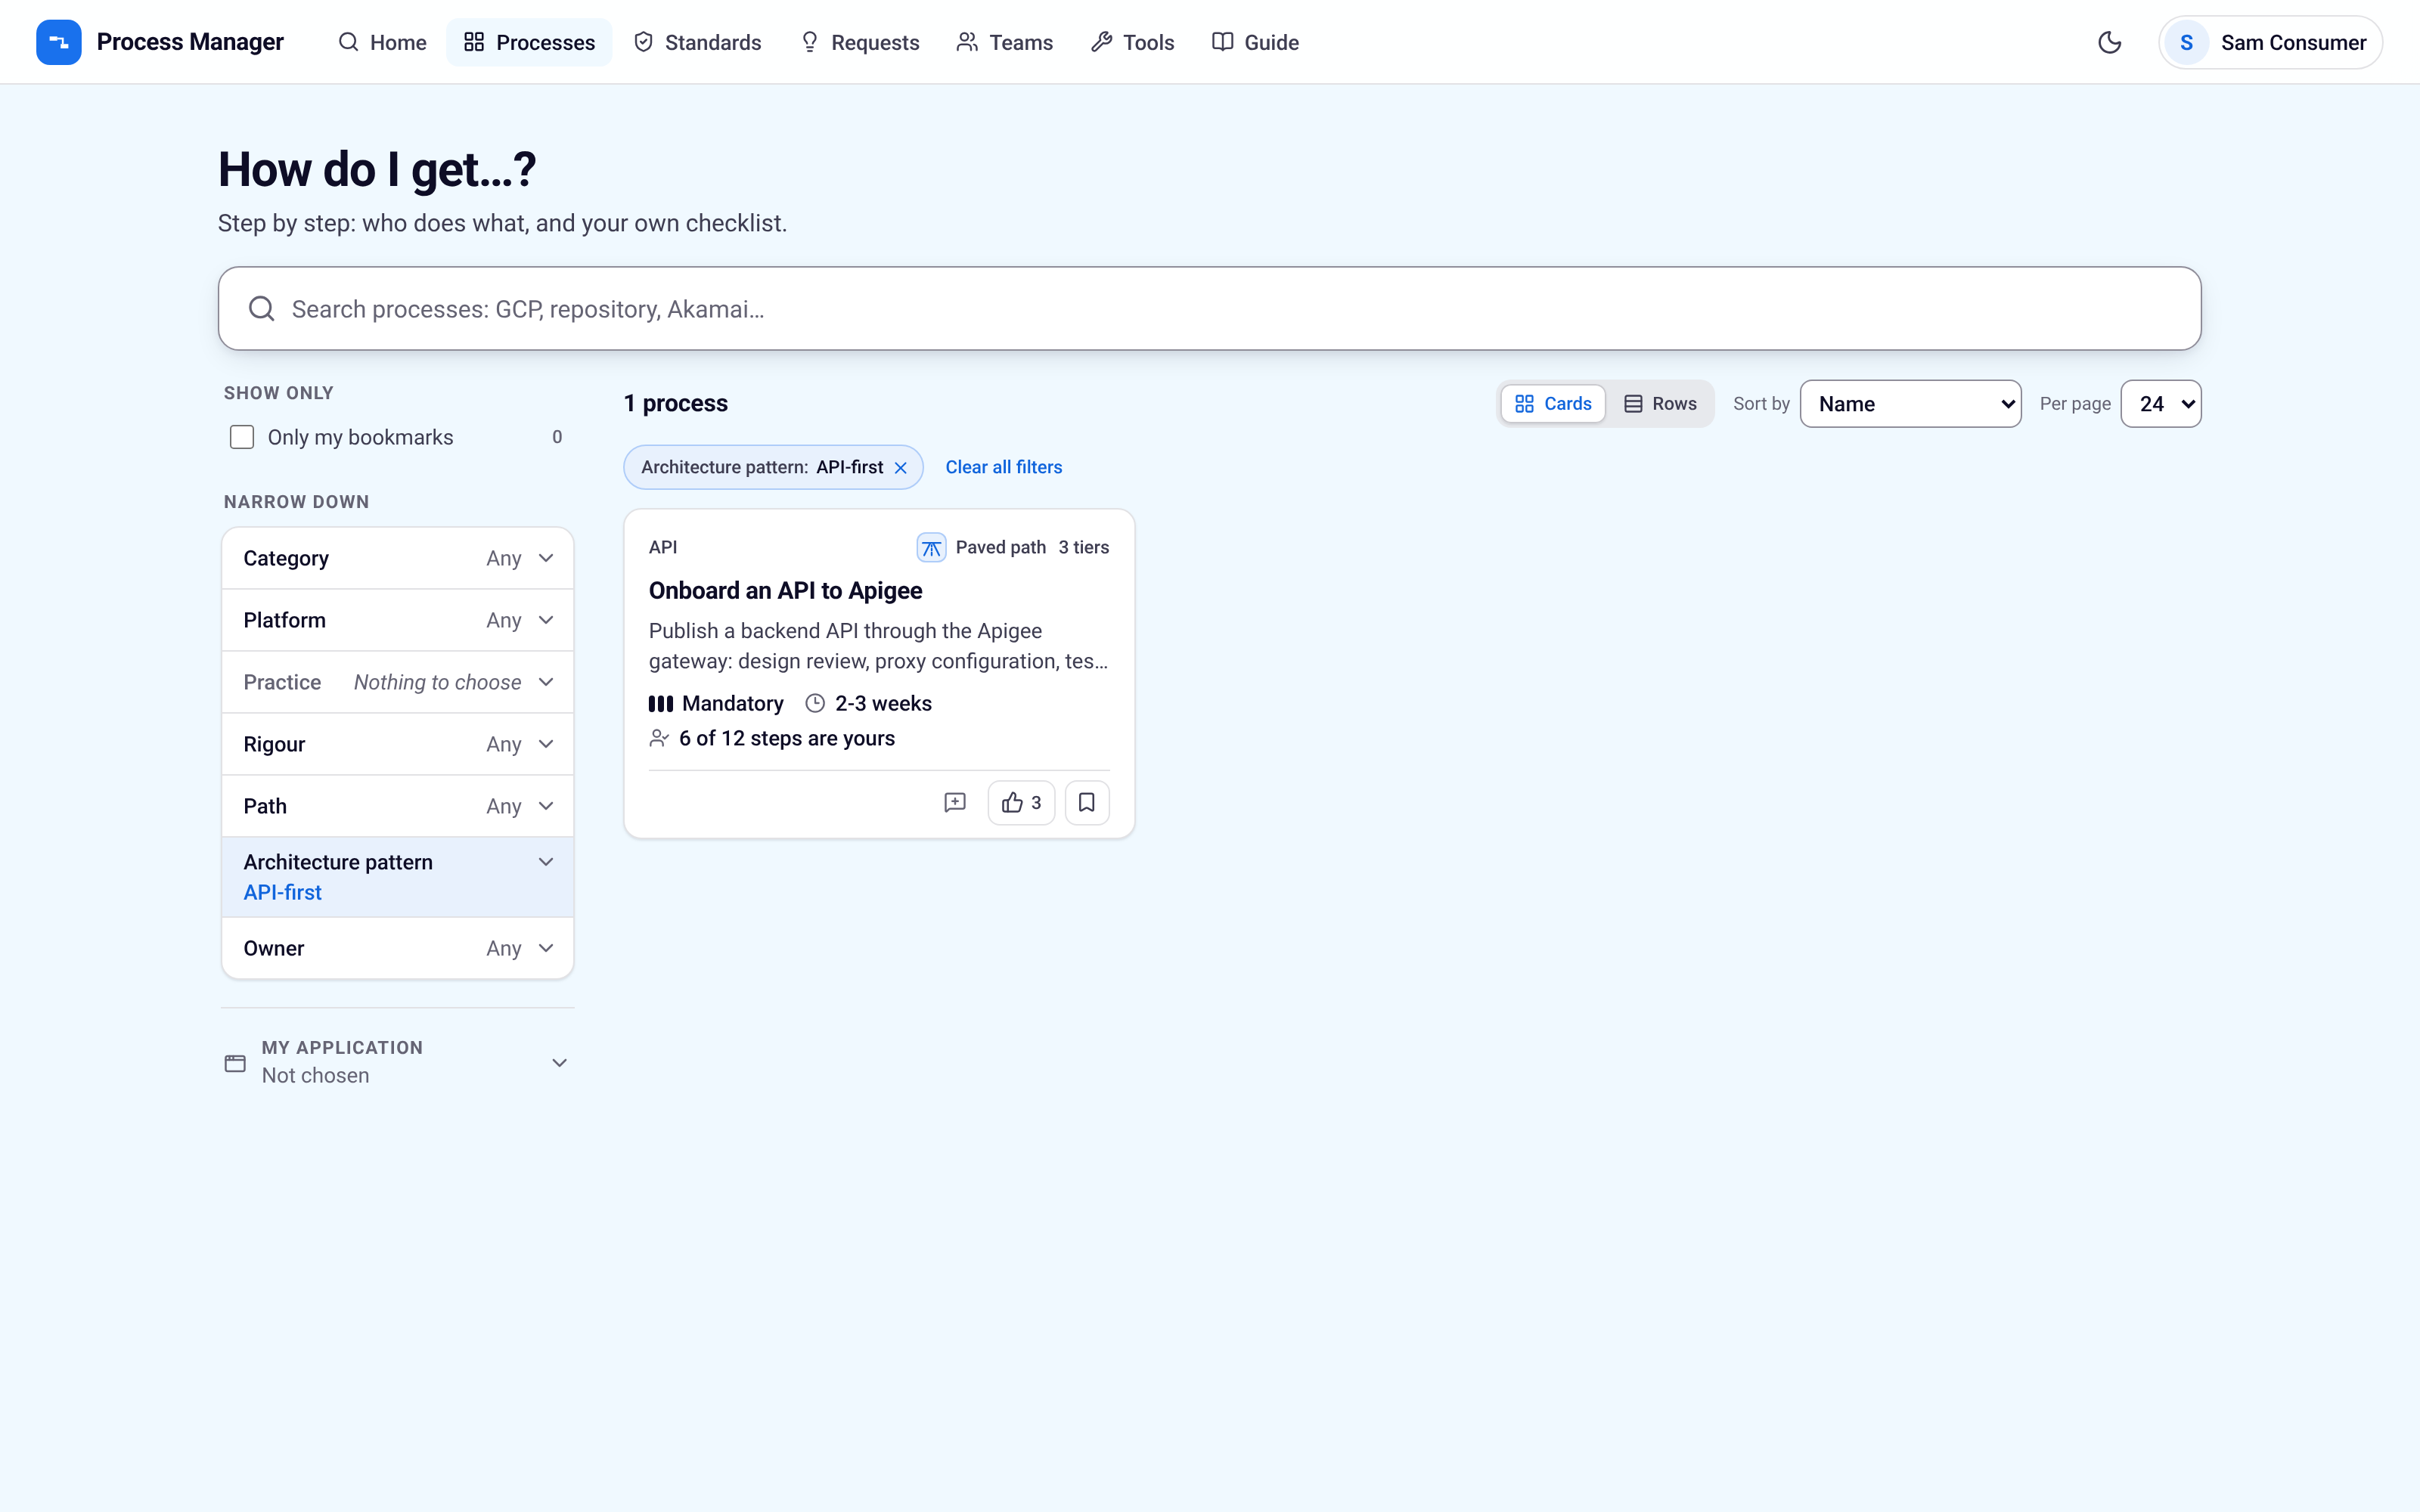 Process Manager
Home
Processes
Standards
Requests
Teams
Tools
Guide
S
Sam Consumer
How do I get...?
Step by step: who does what, and your own checklist.
Search processes: GCP, repository, Akamai...
SHOW ONLY
Only my bookmarks 0
NARROW DOWN
Category Any
Platform Any
Practice Nothing to choose
Rigour Any
Path Any
Architecture pattern
API-first
Owner Any
MY APPLICATION
Not chosen
1 process
Cards
Rows
Sort by Name
Per page 24
Architecture pattern: API-first
Clear all filters
API Paved path 3 tiers
Onboard an API to Apigee
Publish a backend API through the Apigee
gateway: design review, proxy configuration, tes...
Mandatory 2-3 weeks
6 of 12 steps are yours
3